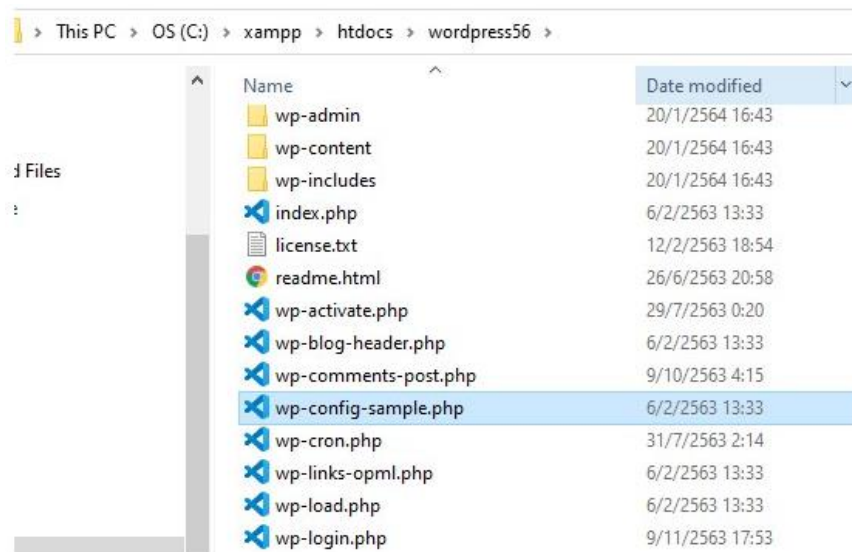 > This PC > OS (C:) > xampp > htdocs > wordpress56 >
Name Date modified
wp-admin 20/1/2564 16:43
wp-content 20/1/2564 16:43
d Files wp-includes 20/1/2564 16:43
e index.php 6/2/2563 13:33
license.txt 12/2/2563 18:54
readme.html 26/6/2563 20:58
wp-activate.php 29/7/2563 0:20
wp-blog-header.php 6/2/2563 13:33
wp-comments-post.php 9/10/2563 4:15
wp-config-sample.php 6/2/2563 13:33
wp-cron.php 31/7/2563 2:14
wp-links-opml.php 6/2/2563 13:33
wp-load.php 6/2/2563 13:33
wp-login.php 9/11/2563 17:53